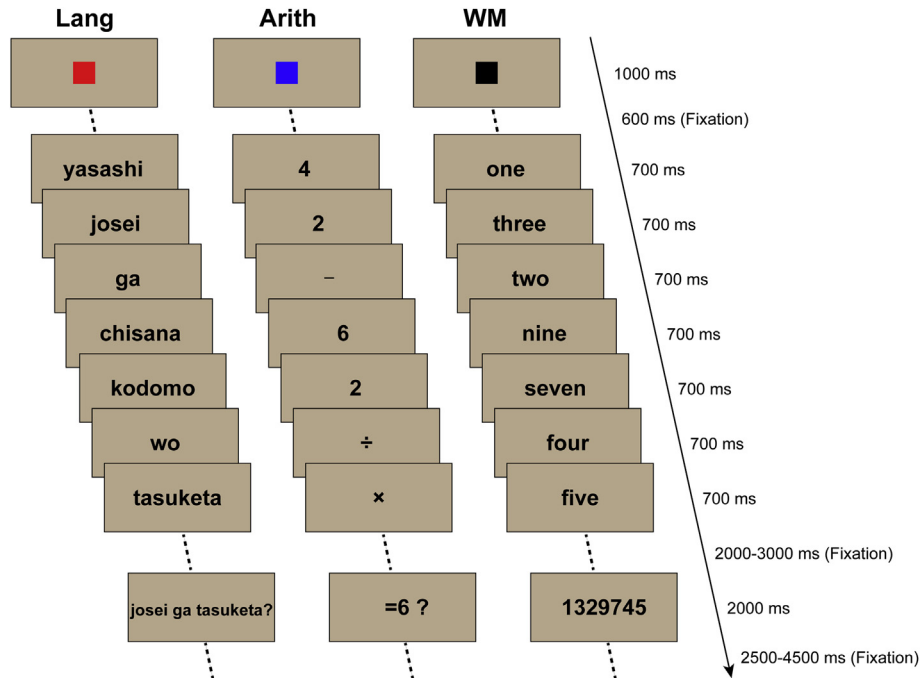 Lang Arith WM
1000 ms
600 ms (Fixation)
yasashi 4 one 700 ms
josei 2 three 700 ms
ga − two 700 ms
chisana 6 nine 700 ms
kodomo 2 seven 700 ms
wo ÷ four 700 ms
tasuketa × five 700 ms
2000-3000 ms (Fixation)
josei ga tasuketa? =6 ? 1329745 2000 ms
2500-4500 ms (Fixation)